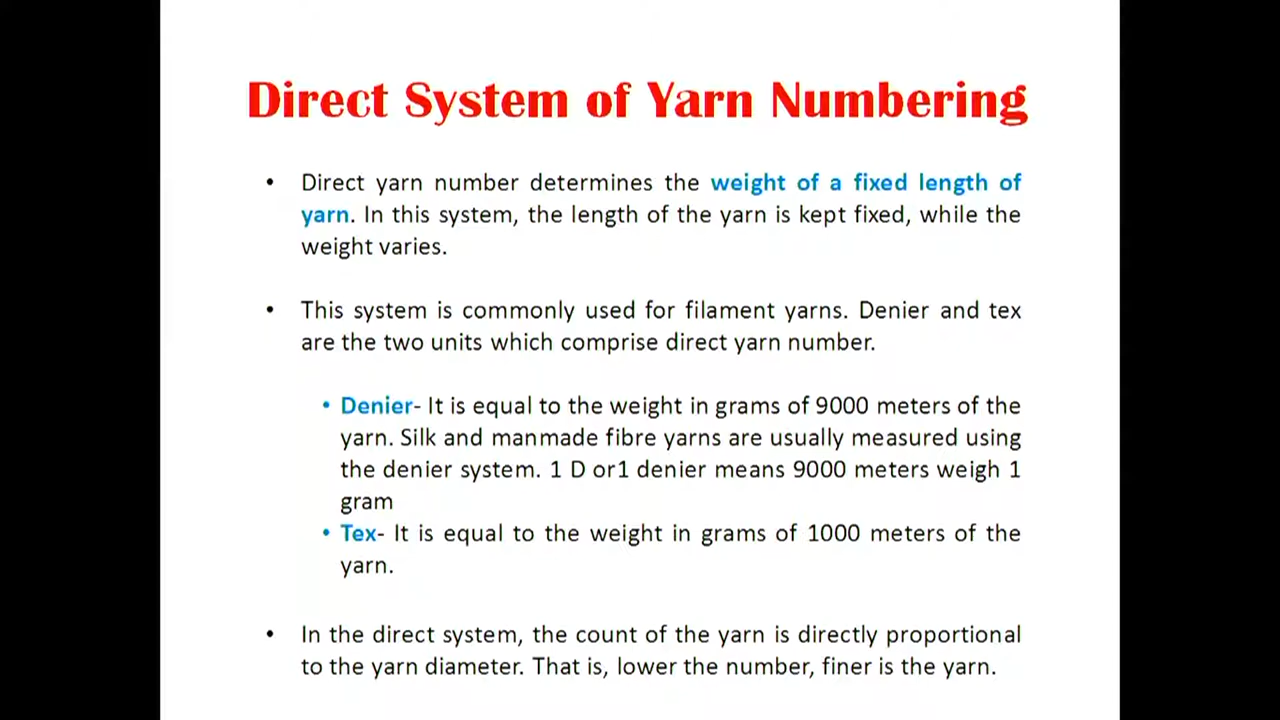 Direct System of Yarn Numbering
• Direct yarn number determines the weight of a fixed length of
yarn. In this system, the length of the yarn is kept fixed, while the
weight varies.
• This system is commonly used for filament yarns. Denier and tex
are the two units which comprise direct yarn number.
• Denier- It is equal to the weight in grams of 9000 meters of the
yarn. Silk and manmade fibre yarns are usually measured using
the denier system. 1 D or1 denier means 9000 meters weigh 1
gram
• Tex- It is equal to the weight in grams of 1000 meters of the
yarn.
• In the direct system, the count of the yarn is directly proportional
to the yarn diameter. That is, lower the number, finer is the yarn.